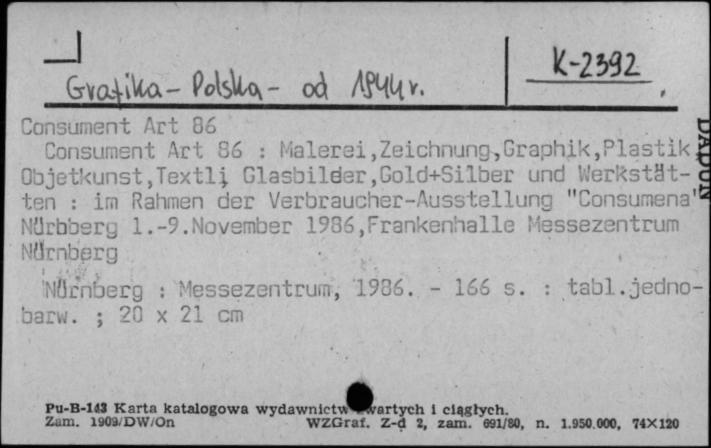 K-2392
Grafika - Polska - od 1944 r.
Consument Art 86
Consument Art 86 : Malerei,Zeichnung,Graphik,Plastik
Objetkunst,Textli Glasbilder,Gold+Silber und Werkstät-
ten : im Rahmen der Verbraucher-Ausstellung "Consumena"
Nürbberg 1.-9.November 1986,Frankenhalle Messezentrum
Nürnberg
Nürnberg : Messezentrum, 1986. - 166 s. : tabl.jedno-
barw. ; 20 x 21 cm
Pu-B-143 Karta katalogowa wydawnictw zwartych i ciągłych.
Zam. 1909/DW/On WZGraf. Z-d 2, zam. 691/80, n. 1.950.000, 74×120